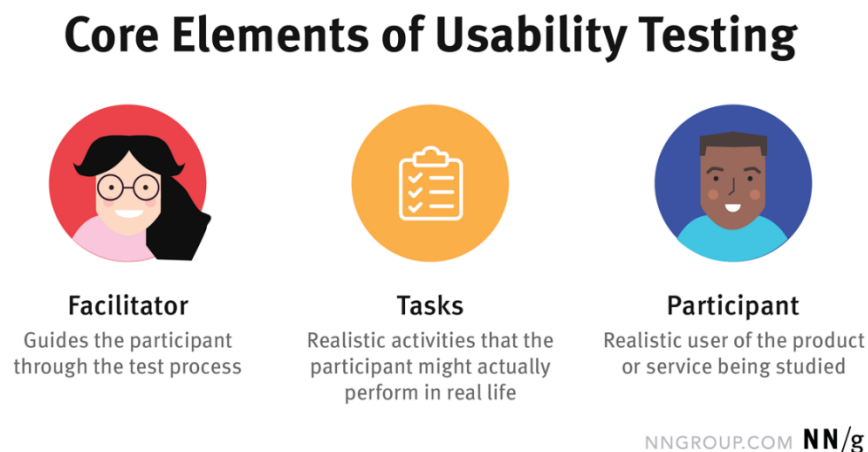 Core Elements of Usability Testing
Facilitator
Guides the participant
through the test process
Tasks
Realistic activities that the
participant might actually
perform in real life
Participant
Realistic user of the product
or service being studied
NNGROUP.COM NN/g